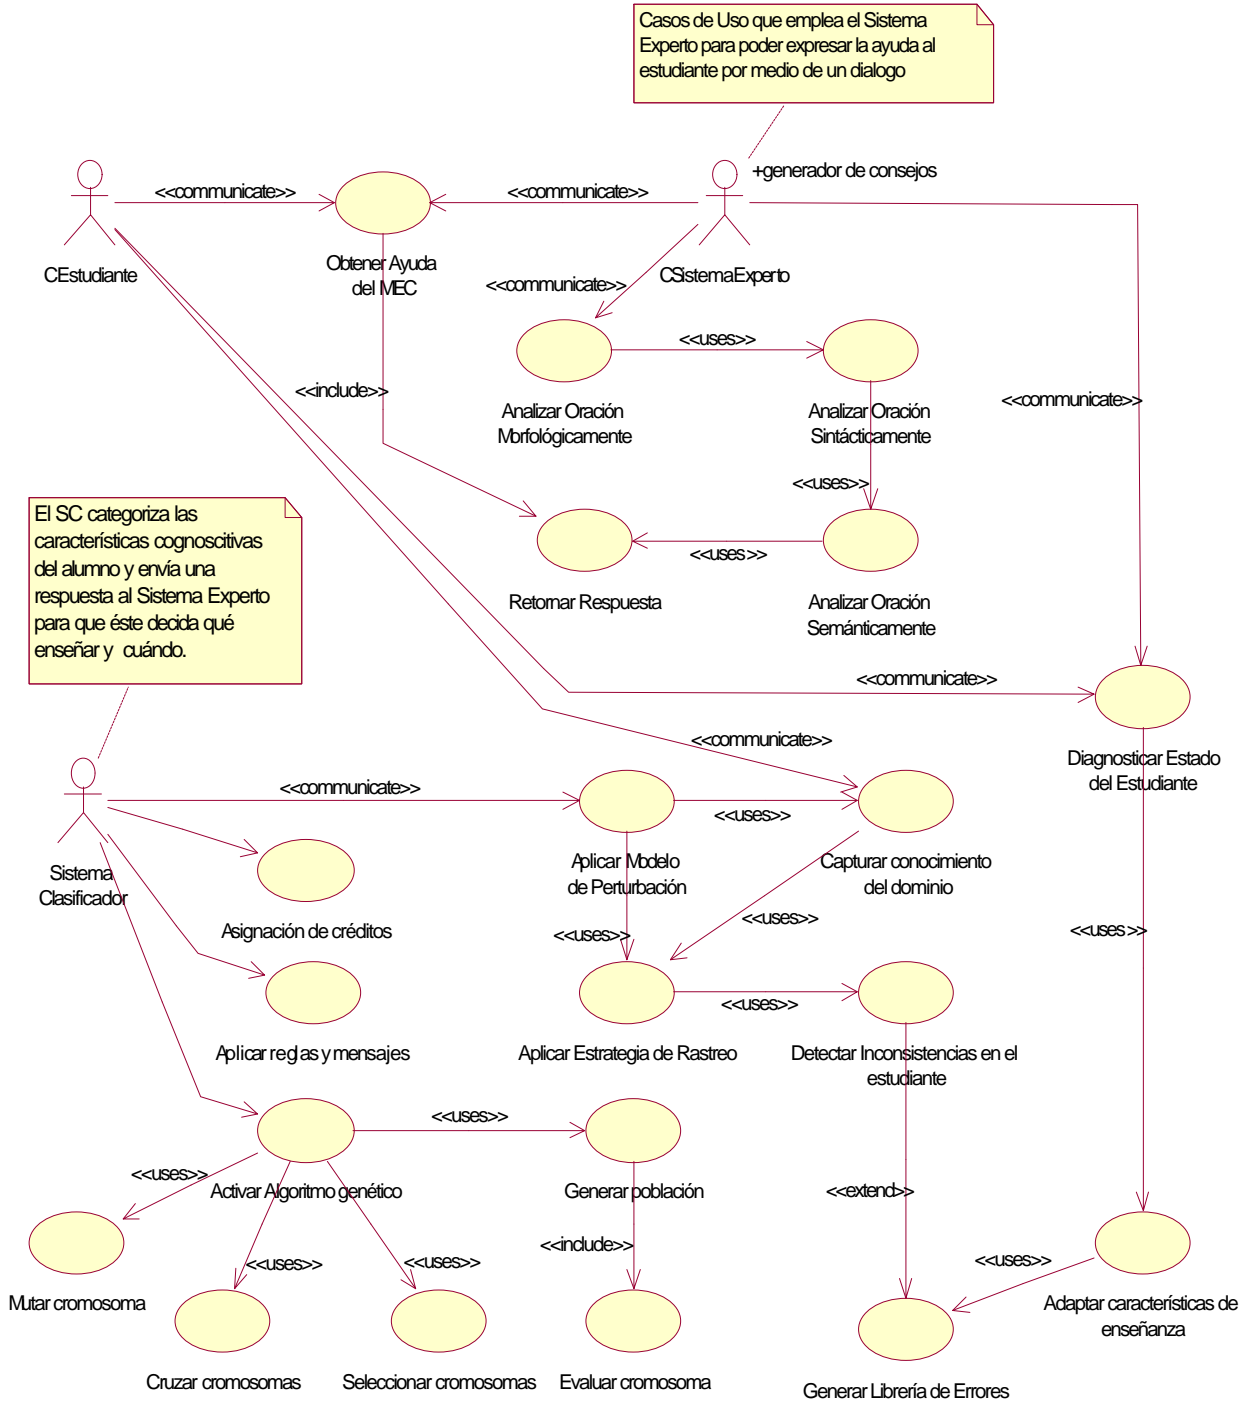 Casos de Uso que emplea el Sistema
Experto para poder expresar la ayuda al
estudiante por medio de un dialogo
+generador de consejos
<<communicate>>
<<communicate>>
CEstudiante
Obtener Ayuda
del MEC
CSistemaExperto
<<communicate>>
<<uses>>
<<include>>
<<communicate>>
Analizar Oración
Morfológicamente
Analizar Oración
Sintácticamente
<<uses>>
El SC categoriza las
características cognoscitivas
del alumno y envía una
respuesta al Sistema Experto
para que éste decida qué
enseñar y cuándo.
<<uses>>
Retornar Respuesta
Analizar Oración
Semánticamente
<<communicate>>
<<communicate>>
Diagnosticar Estado
del Estudiante
<<communicate>>
<<uses>>
Sistema
Clasificador
Aplicar Modelo
de Perturbación
Capturar conocimiento
del dominio
Asignación de créditos
<<uses>>
<<uses>>
<<uses>>
<<uses>>
Aplicar reglas y mensajes
Aplicar Estrategia de Rastreo
Detectar Inconsistencias en el
estudiante
<<uses>>
<<uses>>
Activar Algoritmo genético
Generar población
<<extend>>
<<include>>
<<uses>>
<<uses>>
<<uses>>
Mutar cromosoma
Adaptar características de
enseñanza
Cruzar cromosomas
Seleccionar cromosomas
Evaluar cromosoma
Generar Librería de Errores